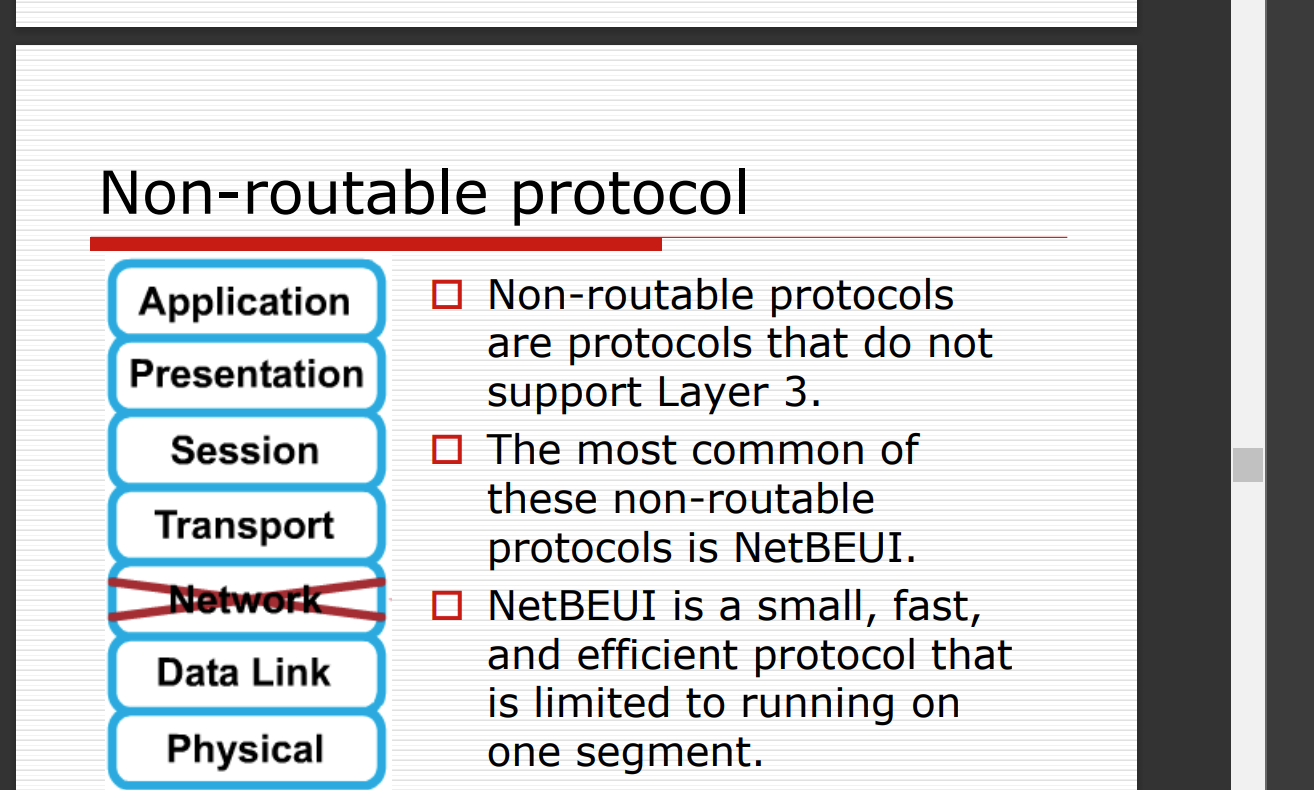 Non-routable protocol
Application
Presentation
Session
Transport
Network
Data Link
Physical
Non-routable protocols
are protocols that do not
support Layer 3.
The most common of
these non-routable
protocols is NetBEUI.
NetBEUI is a small, fast,
and efficient protocol that
is limited to running on
one segment.